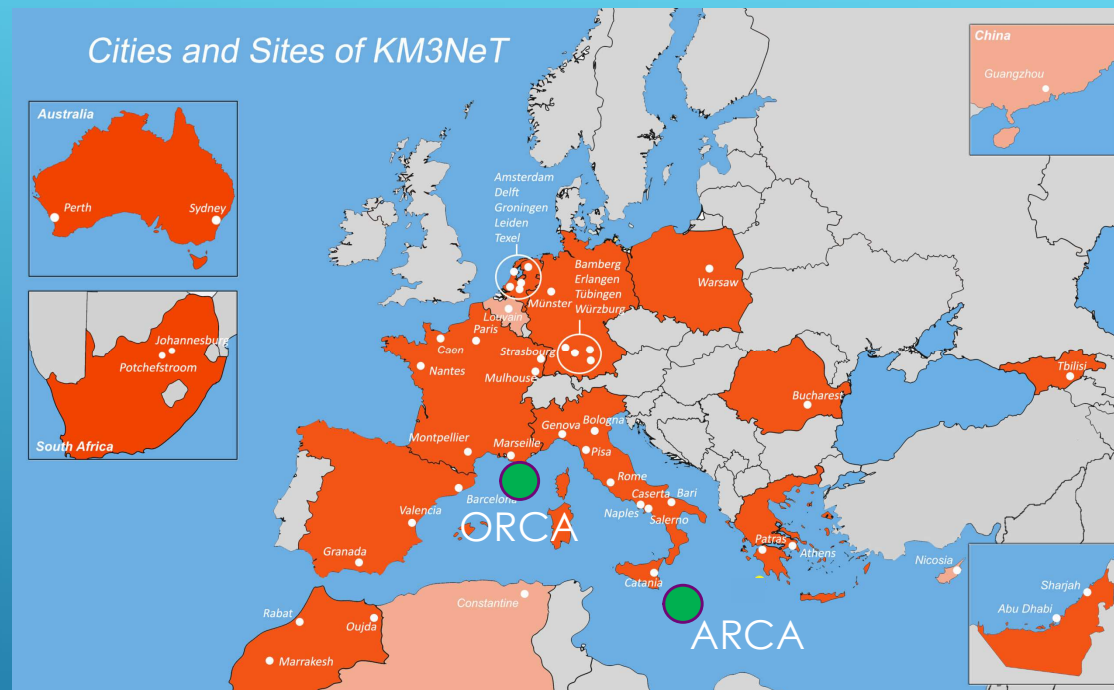 Cities and Sites of KM3NeT
Australia
Perth
Sydney
China
Guangzhou
Johannesburg
Potchefstroom
South Africa
Amsterdam
Delft
Groningen
Leiden
Texel
Bamberg
Erlangen
Tübingen
Würzburg
Münster
Warsaw
Louvain
Paris
Caen
Strasbourg
Nantes
Mulhouse
Tbilisi
Bucharest
Genova
Bologna
Montpellier
Marseille
Pisa
Rome
Barcelona
Caserta
Bari
Naples
Salerno
Valencia
ORCA
Granada
Patras
Athens
Catania
Nicosia
Constantine
Rabat
Oujda
Marrakesh
ARCA
Sharjah
Abu Dhabi